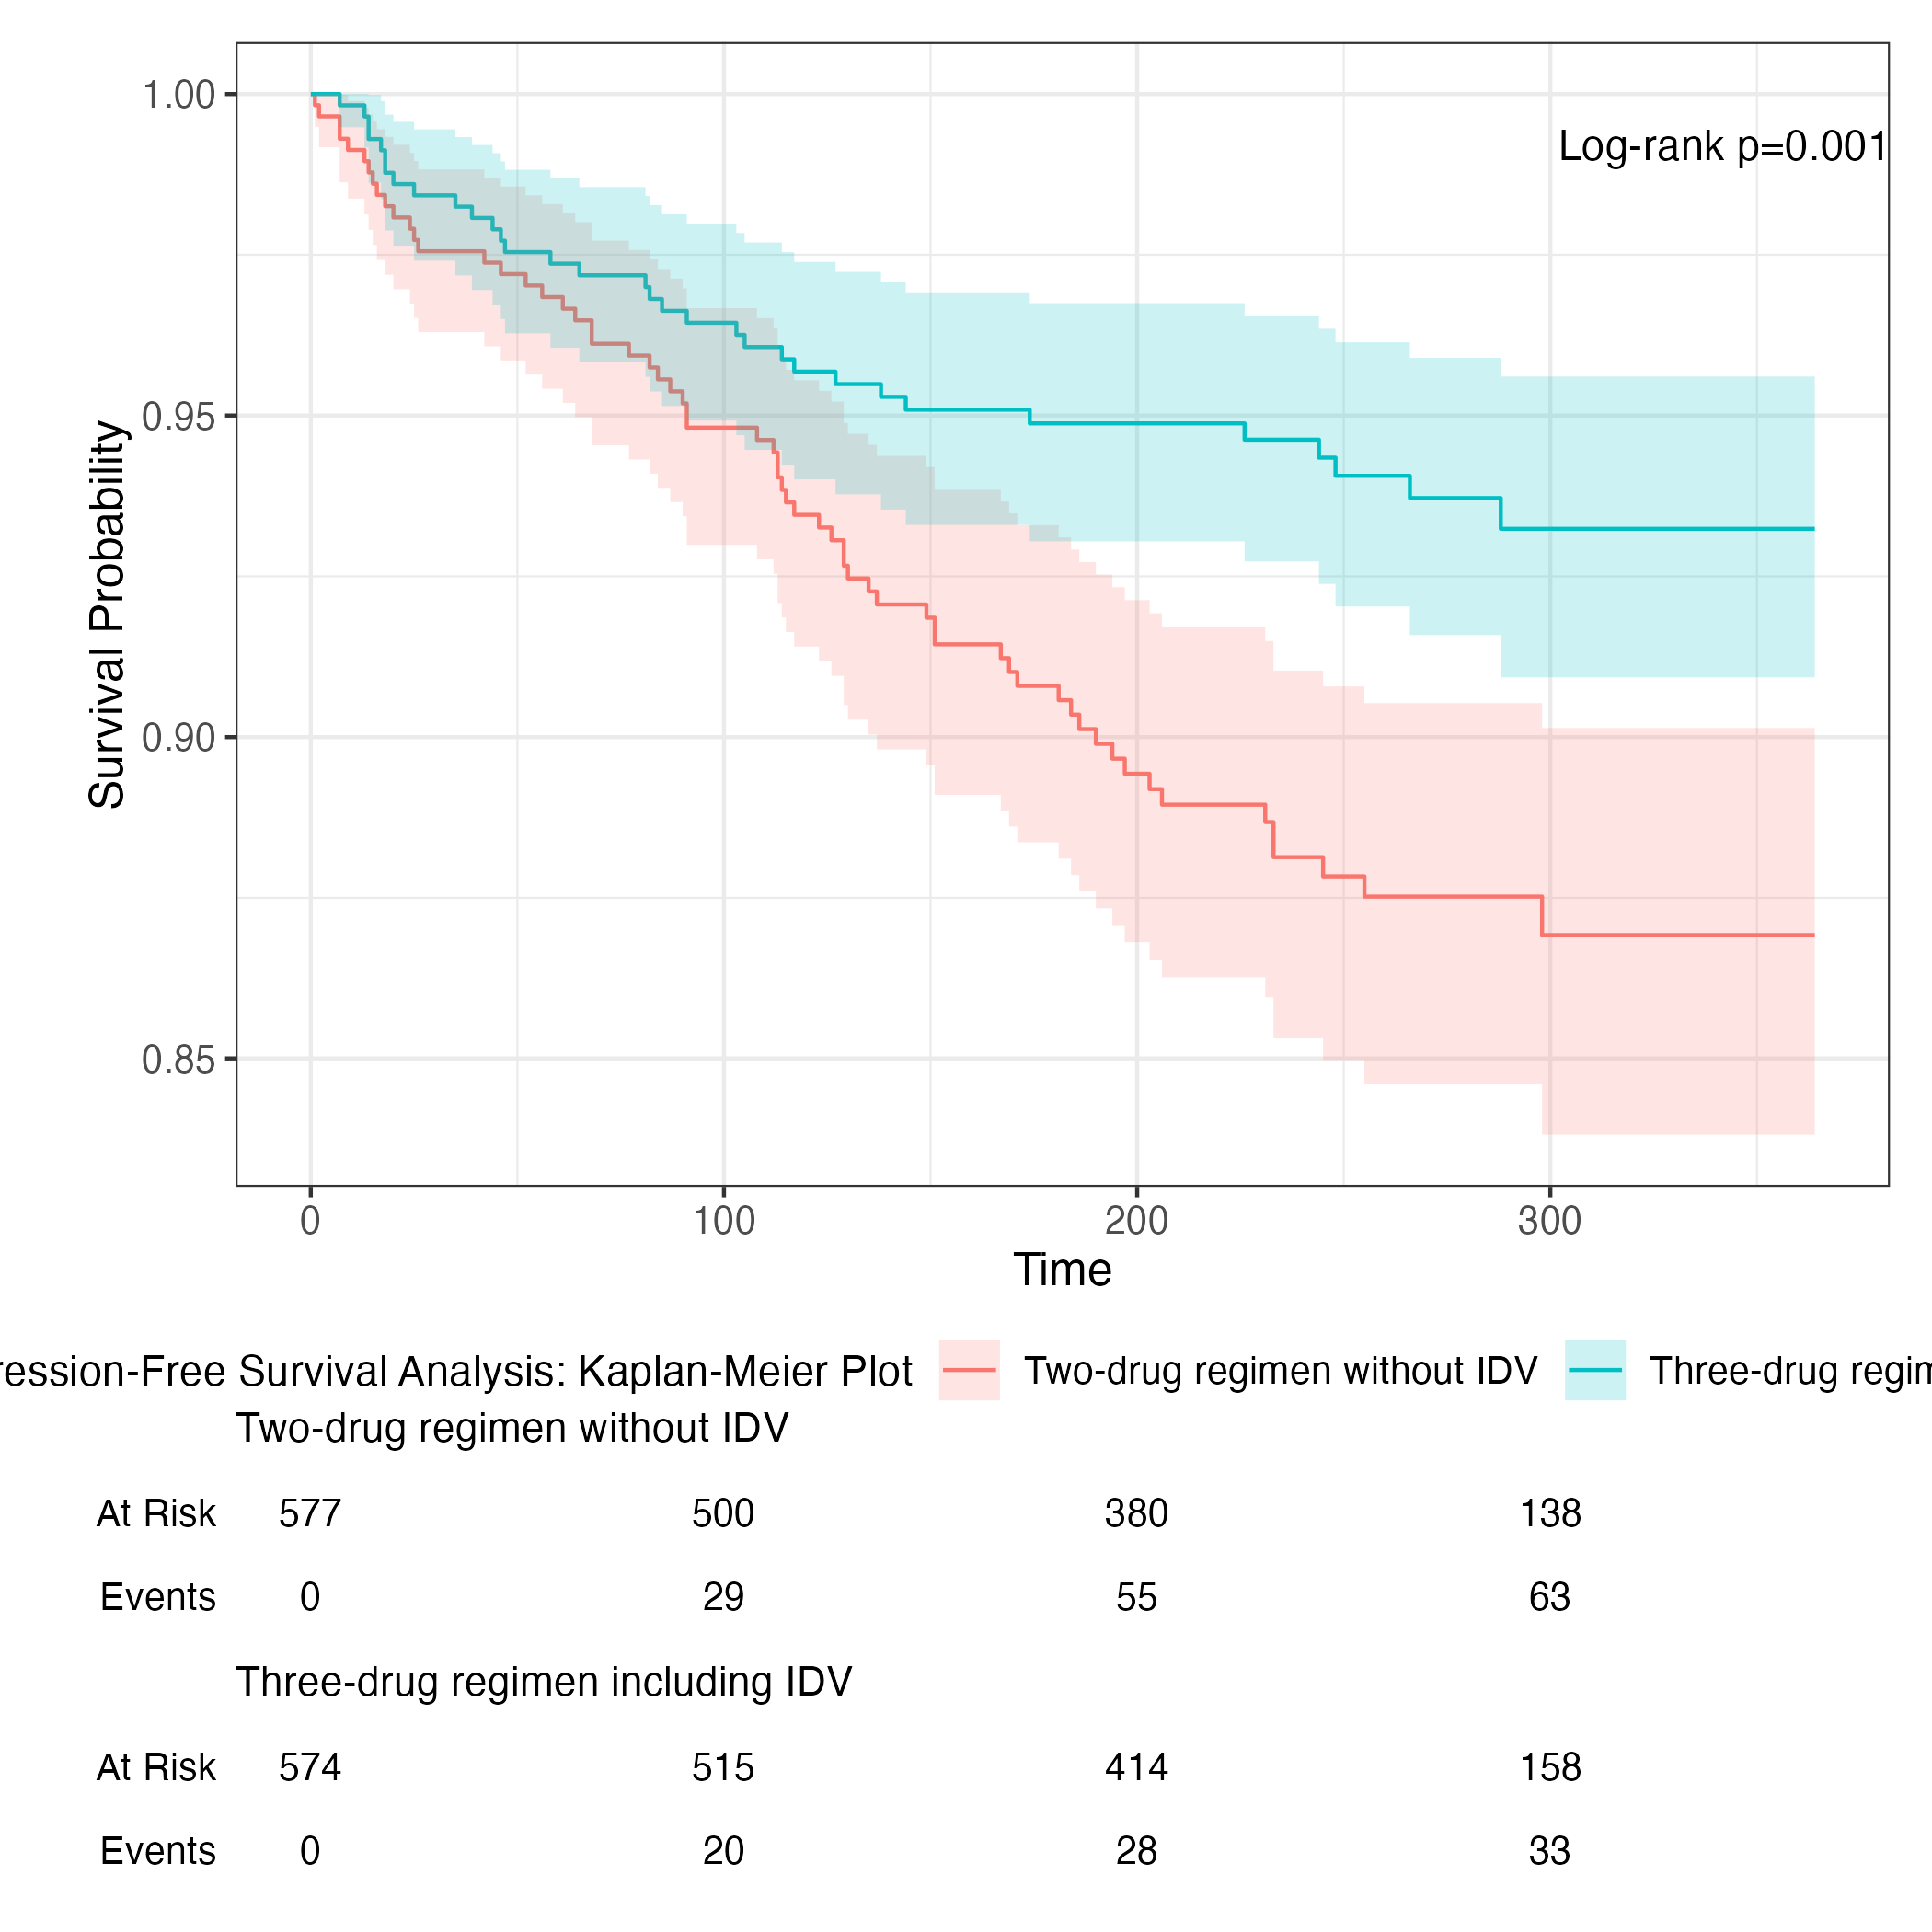 1.00
Log-rank p=0.001
0.95
0.90
0.85
Survival Probability
0 100 200 300
Time
ression-Free Survival Analysis: Kaplan-Meier Plot Two-drug regimen without IDV Three-drug regim
Two-drug regimen without IDV
At Risk 577 500 380 138
Events 0 29 55 63
Three-drug regimen including IDV
At Risk 574 515 414 158
Events 0 20 28 33